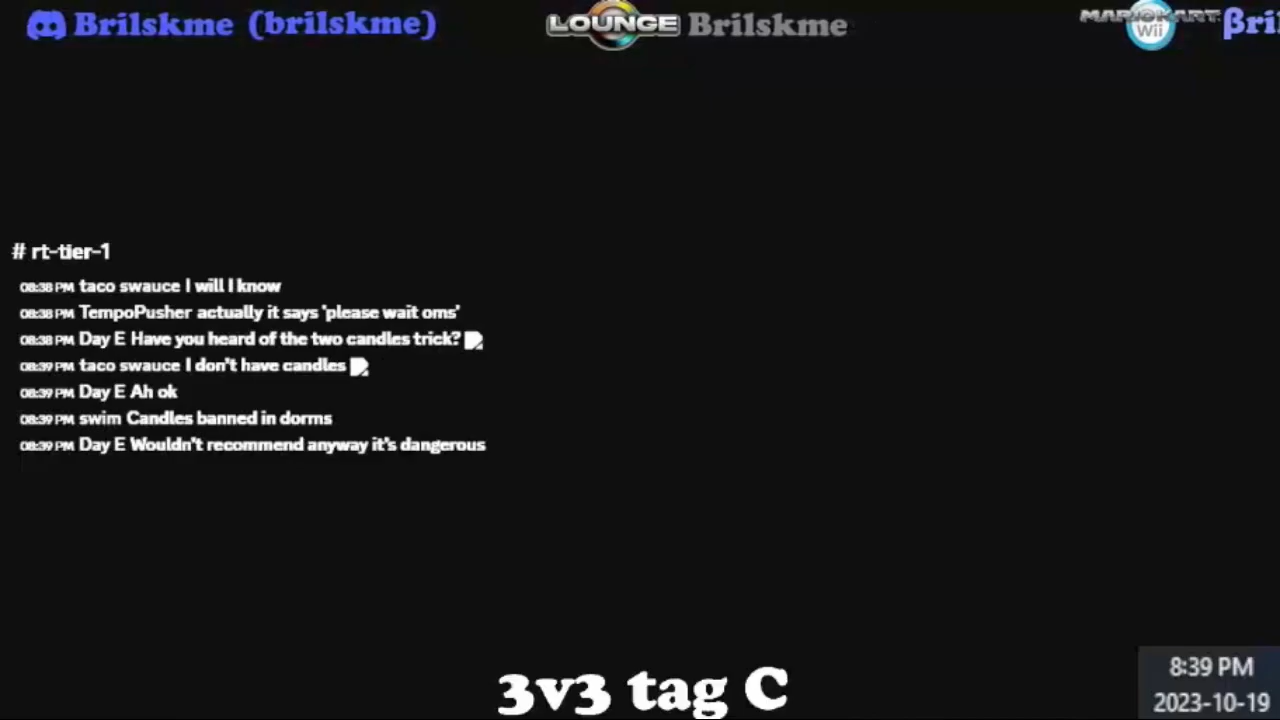 Brilskme (brilskme)
LOUNGE Brilskme
MARIOKART Wii βril
# rt-tier-1
08:38 PM taco swauce I will I know
08:38 PM TempoPusher actually it says 'please wait oms'
08:38 PM Day E Have you heard of the two candles trick?
08:39 PM taco swauce I don't have candles
08:39 PM Day E Ah ok
08:39 PM swim Candles banned in dorms
08:39 PM Day E Wouldn't recommend anyway it's dangerous
3v3 tag C
8:39 PM
2023-10-19